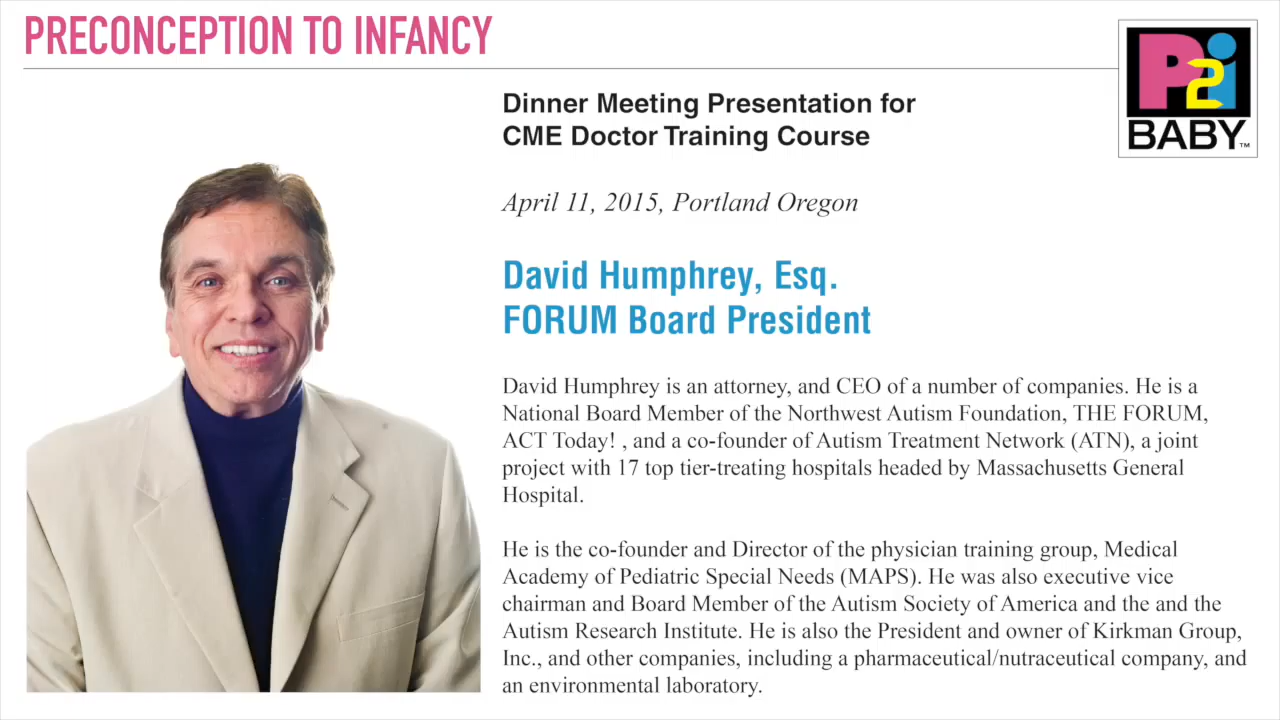 PRECONCEPTION TO INFANCY
P2i
BABY™
Dinner Meeting Presentation for
CME Doctor Training Course
April 11, 2015, Portland Oregon
David Humphrey, Esq.
FORUM Board President
David Humphrey is an attorney, and CEO of a number of companies. He is a
National Board Member of the Northwest Autism Foundation, THE FORUM,
ACT Today! , and a co-founder of Autism Treatment Network (ATN), a joint
project with 17 top tier-treating hospitals headed by Massachusetts General
Hospital.
He is the co-founder and Director of the physician training group, Medical
Academy of Pediatric Special Needs (MAPS). He was also executive vice
chairman and Board Member of the Autism Society of America and the and the
Autism Research Institute. He is also the President and owner of Kirkman Group,
Inc., and other companies, including a pharmaceutical/nutraceutical company, and
an environmental laboratory.